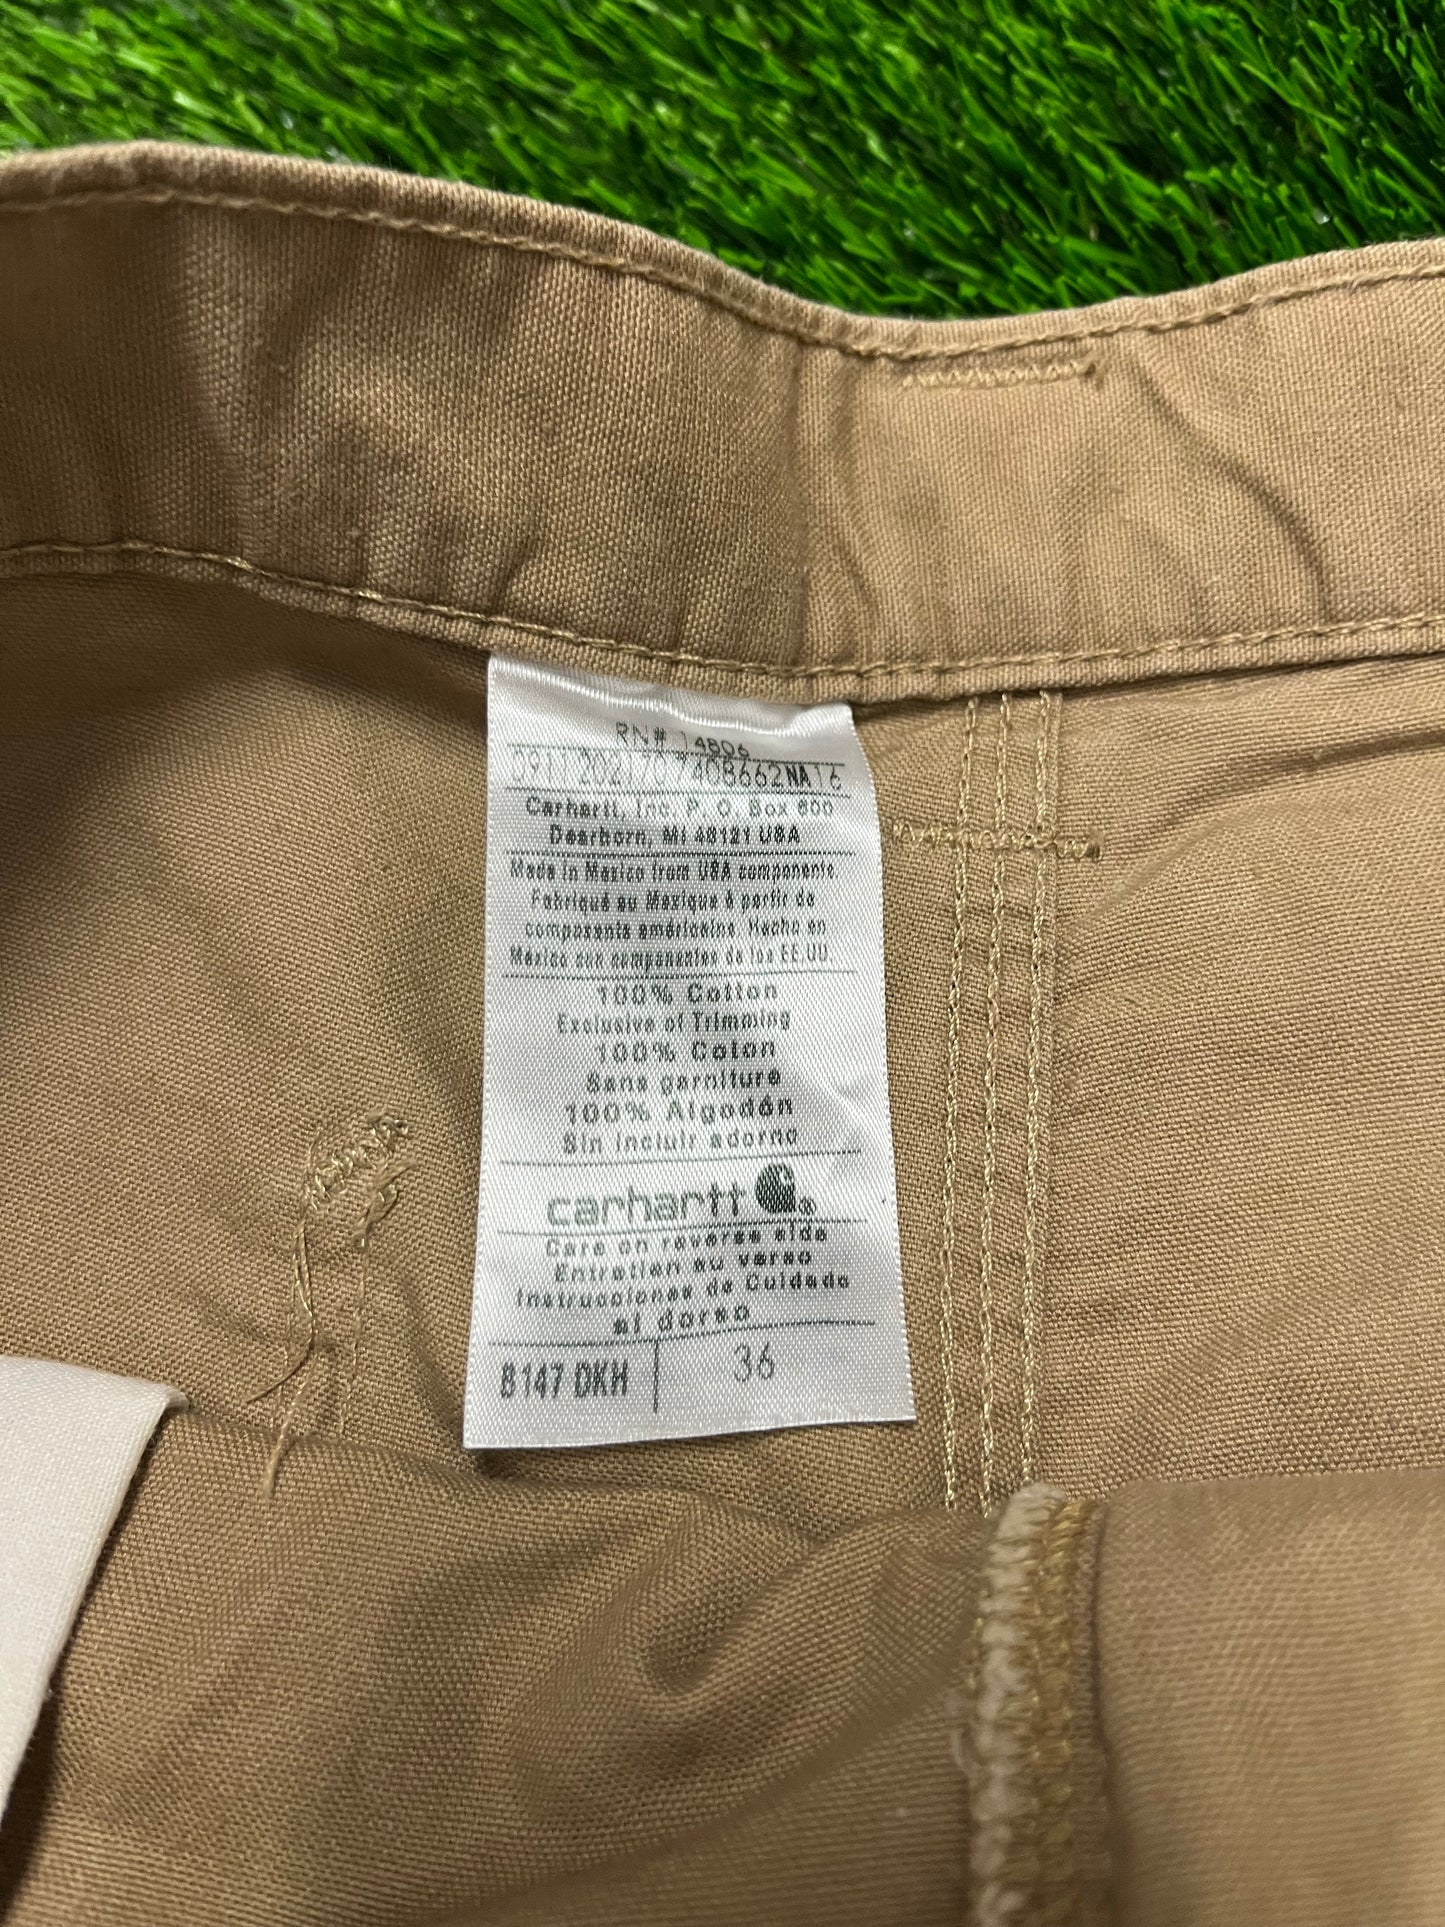 RN# 14806
09112021/07408662NA16
Carhartt, Inc. P. O. Box 600
Dearborn, MI 48121 USA
Made in Mexico from USA components.
Fabriqué au Mexique à partir de
composants américains. Hecho en
Mexico con componentes de los EE.UU.
100% Cotton
Exclusive of Trimming
100% Coton
Sans garniture
100% Algodón
Sin incluir adorno
carhartt ®
Care on reverse side
Entretien au verso
Instrucciones de Cuidado
al dorso
B147 DKH 36